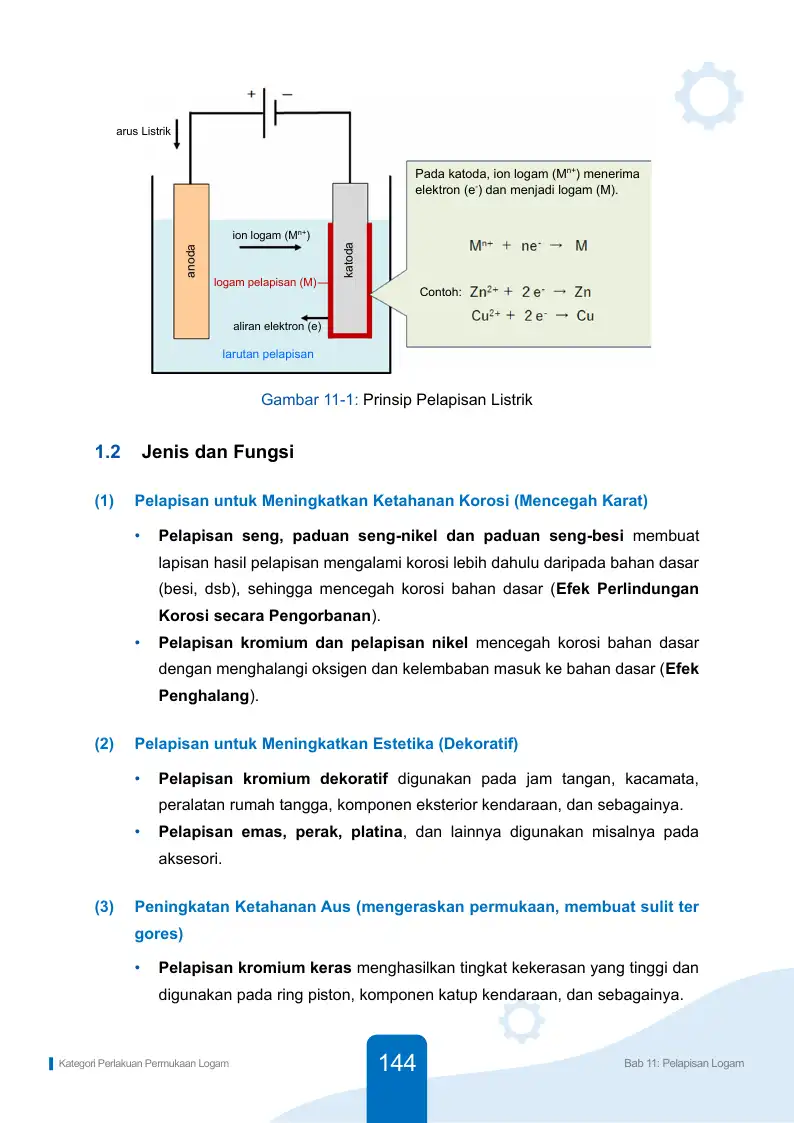 + −
arus Listrik
Pada katoda, ion logam (Mⁿ⁺) menerima
elektron (e⁻) dan menjadi logam (M).
ion logam (Mⁿ⁺)
Mⁿ⁺ + ne⁻ → M
anoda
katoda
logam pelapisan (M)
Contoh: Zn²⁺ + 2 e⁻ → Zn
Cu²⁺ + 2 e⁻ → Cu
aliran elektron (e)
larutan pelapisan
Gambar 11-1: Prinsip Pelapisan Listrik
1.2 Jenis dan Fungsi
(1) Pelapisan untuk Meningkatkan Ketahanan Korosi (Mencegah Karat)
• Pelapisan seng, paduan seng-nikel dan paduan seng-besi membuat
lapisan hasil pelapisan mengalami korosi lebih dahulu daripada bahan dasar
(besi, dsb), sehingga mencegah korosi bahan dasar (Efek Perlindungan
Korosi secara Pengorbanan).
• Pelapisan kromium dan pelapisan nikel mencegah korosi bahan dasar
dengan menghalangi oksigen dan kelembaban masuk ke bahan dasar (Efek
Penghalang).
(2) Pelapisan untuk Meningkatkan Estetika (Dekoratif)
• Pelapisan kromium dekoratif digunakan pada jam tangan, kacamata,
peralatan rumah tangga, komponen eksterior kendaraan, dan sebagainya.
• Pelapisan emas, perak, platina, dan lainnya digunakan misalnya pada
aksesori.
(3) Peningkatan Ketahanan Aus (mengeraskan permukaan, membuat sulit ter
gores)
• Pelapisan kromium keras menghasilkan tingkat kekerasan yang tinggi dan
digunakan pada ring piston, komponen katup kendaraan, dan sebagainya.
Kategori Perlakuan Permukaan Logam
144
Bab 11: Pelapisan Logam